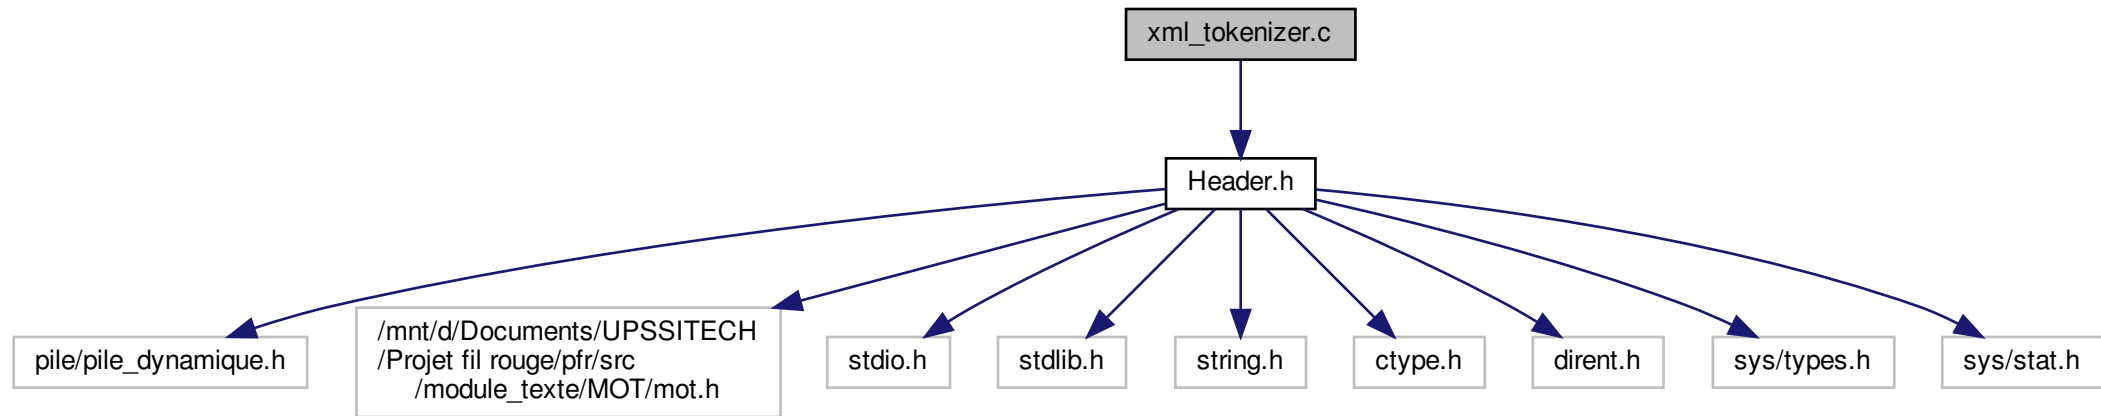 xml_tokenizer.c
Header.h
pile/pile_dynamique.h
/mnt/d/Documents/UPSSITECH
/Projet fil rouge/pfr/src
/module_texte/MOT/mot.h
stdio.h
stdlib.h
string.h
ctype.h
dirent.h
sys/types.h
sys/stat.h